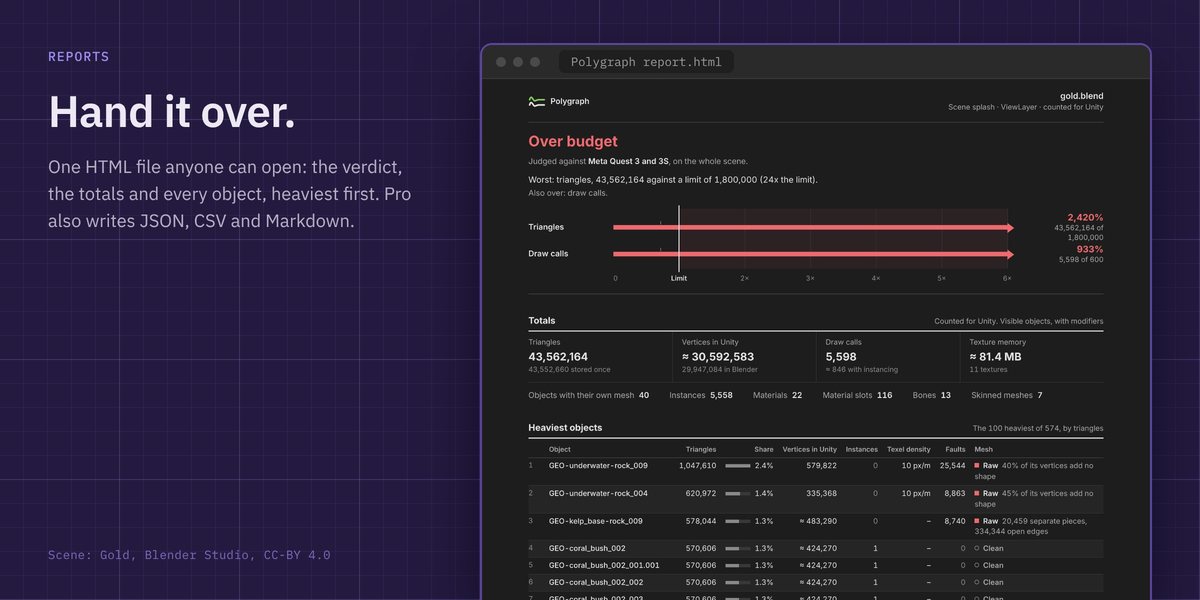 REPORTS
Hand it over.
One HTML file anyone can open: the verdict,
the totals and every object, heaviest first. Pro
also writes JSON, CSV and Markdown.
Scene: Gold, Blender Studio, CC-BY 4.0
Polygraph report.html
Polygraph
gold.blend
Scene splash · ViewLayer · counted for Unity
Over budget
Judged against Meta Quest 3 and 3S, on the whole scene.
Worst: triangles, 43,562,164 against a limit of 1,800,000 (24x the limit).
Also over: draw calls.
Triangles
2,420%
43,562,164 of
1,800,000
Draw calls
933%
5,598 of 600
0 Limit 2× 3× 4× 5× 6×
Totals Counted for Unity. Visible objects, with modifiers
Triangles Vertices in Unity Draw calls Texture memory
43,562,164 ≈ 30,592,583 5,598 ≈ 81.4 MB
43,552,660 stored once 29,947,084 in Blender ≈ 846 with instancing 11 textures
Objects with their own mesh 40 Instances 5,558 Materials 22 Material slots 116 Bones 13 Skinned meshes 7
Heaviest objects The 100 heaviest of 574, by triangles
Object Triangles Share Vertices in Unity Instances Texel density Faults Mesh
1 GEO-underwater-rock_009 1,047,610 2.4% 579,822 0 10 px/m 25,544 Raw 40% of its vertices add no
shape
2 GEO-underwater-rock_004 620,972 1.4% 335,368 0 10 px/m 8,863 Raw 45% of its vertices add no
shape
3 GEO-kelp_base-rock_009 578,044 1.3% ≈ 483,290 0 – 8,740 Raw 20,459 separate pieces,
334,344 open edges
4 GEO-coral_bush_002 570,606 1.3% ≈ 424,270 1 – 0 Clean
5 GEO-coral_bush_002_001.001 570,606 1.3% ≈ 424,270 1 – 0 Clean
6 GEO-coral_bush_002_002 570,606 1.3% ≈ 424,270 1 – 0 Clean
7 GEO-coral_bush_002_003 570,606 1.3% ≈ 424,270 1 – 0 Clean